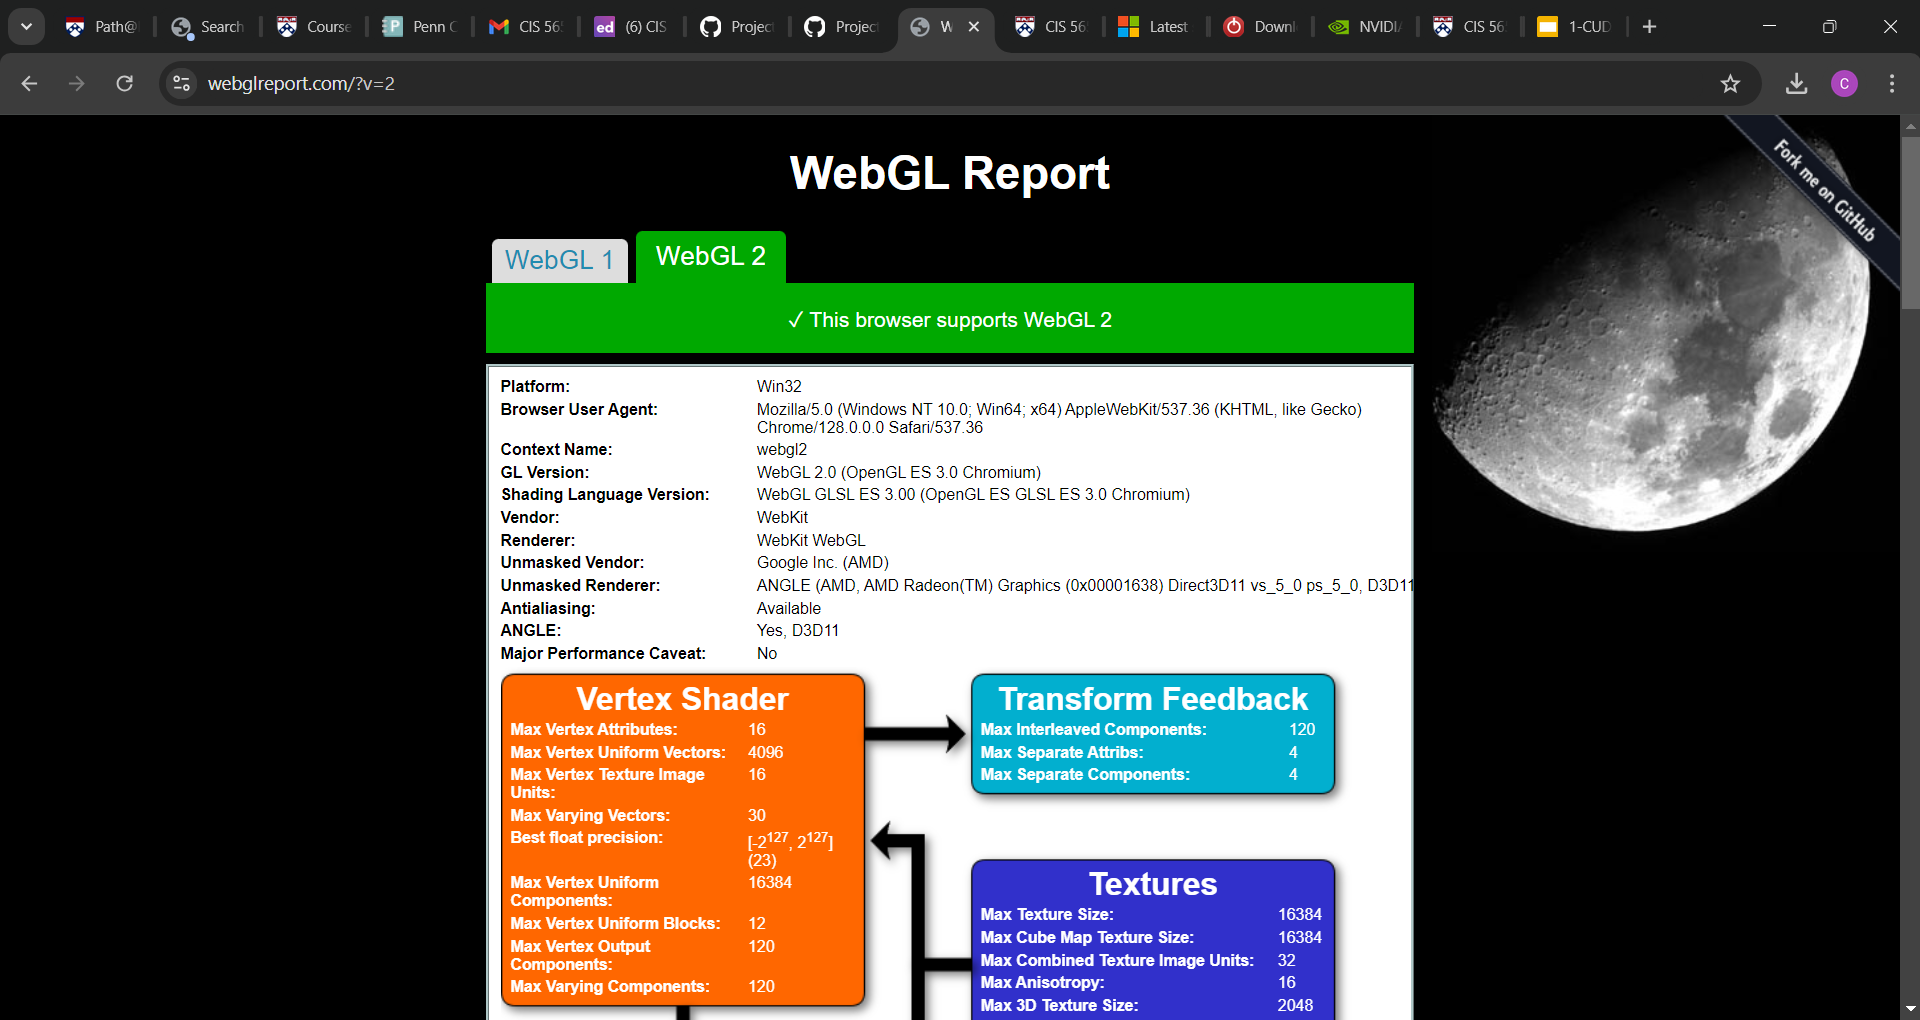 Path@
Search
Course
Penn C
CIS 56
(6) CIS
Project
Project
W
CIS 56
Latest
Downl
NVIDI
CIS 56
1-CUD
webglreport.com/?v=2
C
Fork me on GitHub
WebGL Report
WebGL 1
WebGL 2
✓ This browser supports WebGL 2
Platform: Win32
Browser User Agent: Mozilla/5.0 (Windows NT 10.0; Win64; x64) AppleWebKit/537.36 (KHTML, like Gecko)
Chrome/128.0.0.0 Safari/537.36
Context Name: webgl2
GL Version: WebGL 2.0 (OpenGL ES 3.0 Chromium)
Shading Language Version: WebGL GLSL ES 3.00 (OpenGL ES GLSL ES 3.0 Chromium)
Vendor: WebKit
Renderer: WebKit WebGL
Unmasked Vendor: Google Inc. (AMD)
Unmasked Renderer: ANGLE (AMD, AMD Radeon(TM) Graphics (0x00001638) Direct3D11 vs_5_0 ps_5_0, D3D11
Antialiasing: Available
ANGLE: Yes, D3D11
Major Performance Caveat: No
Vertex Shader
Max Vertex Attributes: 16
Max Vertex Uniform Vectors: 4096
Max Vertex Texture Image 16
Units:
Max Varying Vectors: 30
Best float precision: [-2^127, 2^127]
(23)
Max Vertex Uniform 16384
Components:
Max Vertex Uniform Blocks: 12
Max Vertex Output 120
Components:
Max Varying Components: 120
Transform Feedback
Max Interleaved Components: 120
Max Separate Attribs: 4
Max Separate Components: 4
Textures
Max Texture Size: 16384
Max Cube Map Texture Size: 16384
Max Combined Texture Image Units: 32
Max Anisotropy: 16
Max 3D Texture Size: 2048